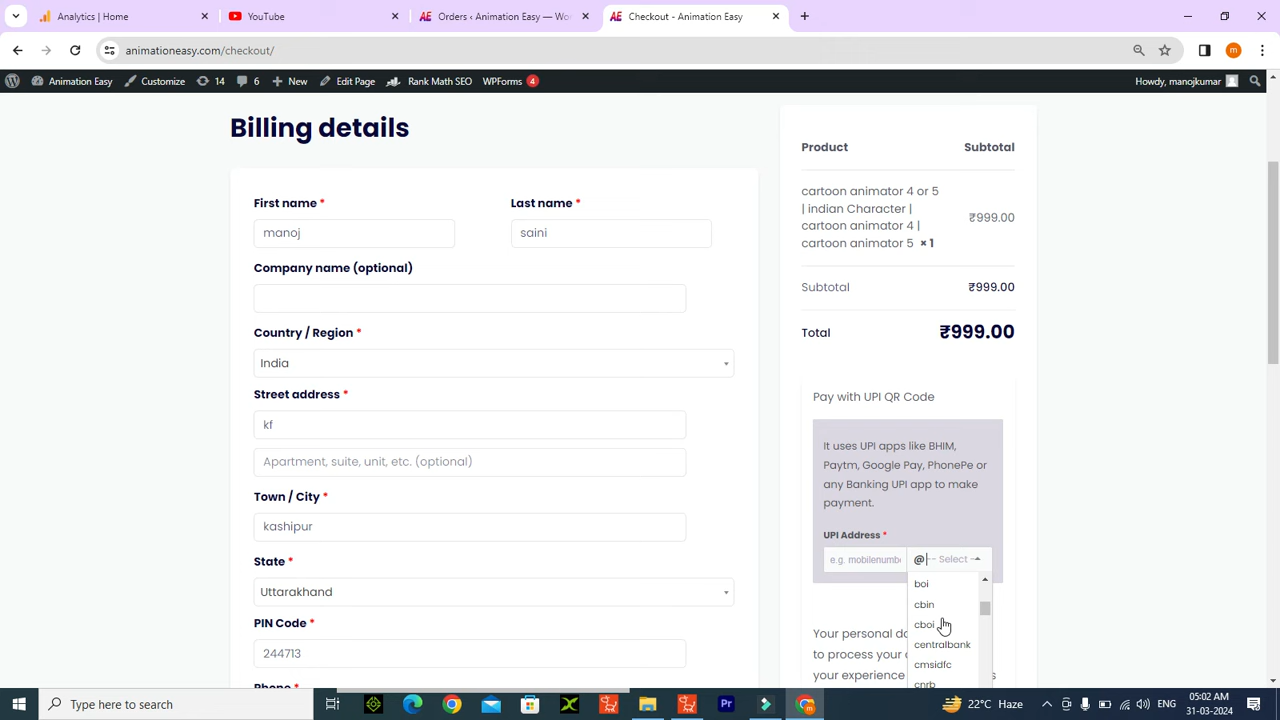 Analytics | Home
YouTube
Orders ‹ Animation Easy — Wo
Checkout - Animation Easy
animationeasy.com/checkout/
m
Animation Easy
Customize
14
6
New
Edit Page
Rank Math SEO
WPForms 4
Howdy, manojkumar
Billing details
First name *
Last name *
manoj
saini
Company name (optional)
Country / Region *
India
Street address *
kf
Apartment, suite, unit, etc. (optional)
Town / City *
kashipur
State *
Uttarakhand
PIN Code *
244713
Phone *
Product Subtotal
cartoon animator 4 or 5
| indian Character |
cartoon animator 4 |
cartoon animator 5 × 1
₹999.00
Subtotal ₹999.00
Total ₹999.00
Pay with UPI QR Code
It uses UPI apps like BHIM,
Paytm, Google Pay, PhonePe or
any Banking UPI app to make
payment.
UPI Address *
e.g. mobilenumbe
@ -- Select --
boi
cbin
cboi
centralbank
cmsidfc
cnrb
Your personal da
to process your
your experience
s
Type here to search
Pr
m
22°C Haze
ENG
05:02 AM
31-03-2024